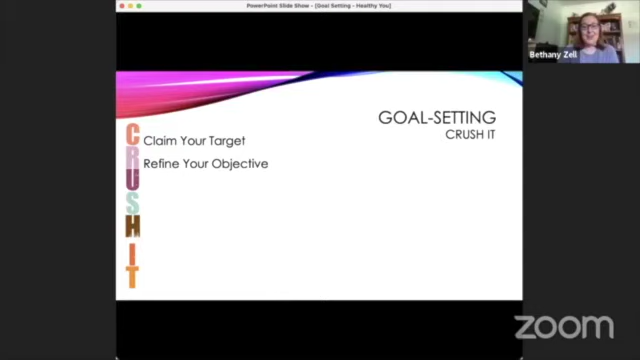 PowerPoint Slide Show - [Goal Setting - Healthy You]
Bethany Zell
GOAL-SETTING
CRUSH IT
C
R
U
S
H
I
T
Claim Your Target
Refine Your Objective
zoom